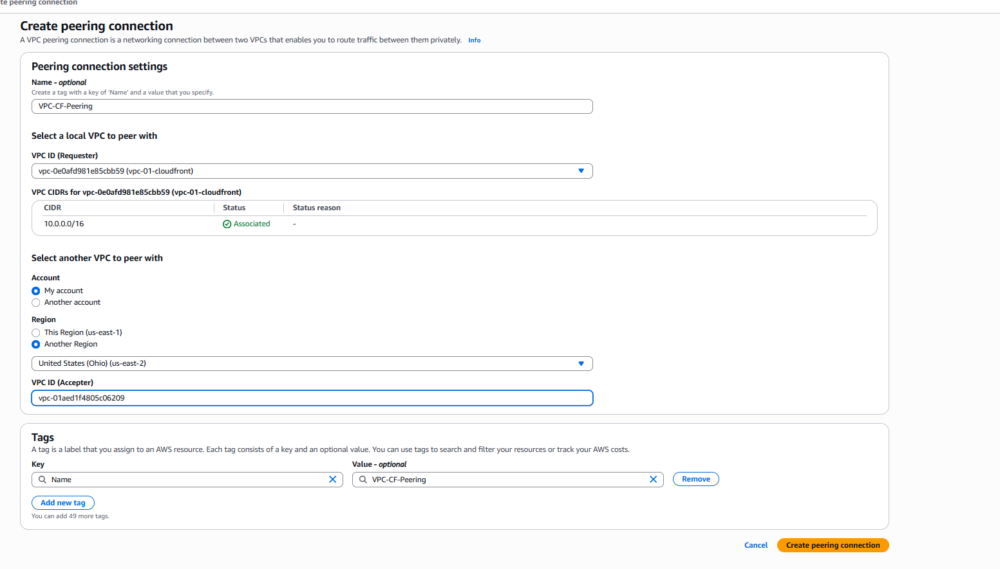 te peering connection
Create peering connection
A VPC peering connection is a networking connection between two VPCs that enables you to route traffic between them privately. Info
Peering connection settings
Name - optional
Create a tag with a key of 'Name' and a value that you specify.
VPC-CF-Peering
Select a local VPC to peer with
VPC ID (Requester)
vpc-0e0afd981e85cbb59 (vpc-01-cloudfront)
VPC CIDRs for vpc-0e0afd981e85cbb59 (vpc-01-cloudfront)
CIDR Status Status reason
10.0.0.0/16 Associated -
Select another VPC to peer with
Account
My account
Another account
Region
This Region (us-east-1)
Another Region
United States (Ohio) (us-east-2)
VPC ID (Accepter)
vpc-01aed1f4805c06209
Tags
A tag is a label that you assign to an AWS resource. Each tag consists of a key and an optional value. You can use tags to search and filter your resources or track your AWS costs.
Key Value - optional
Name VPC-CF-Peering Remove
Add new tag
You can add 49 more tags.
Cancel Create peering connection